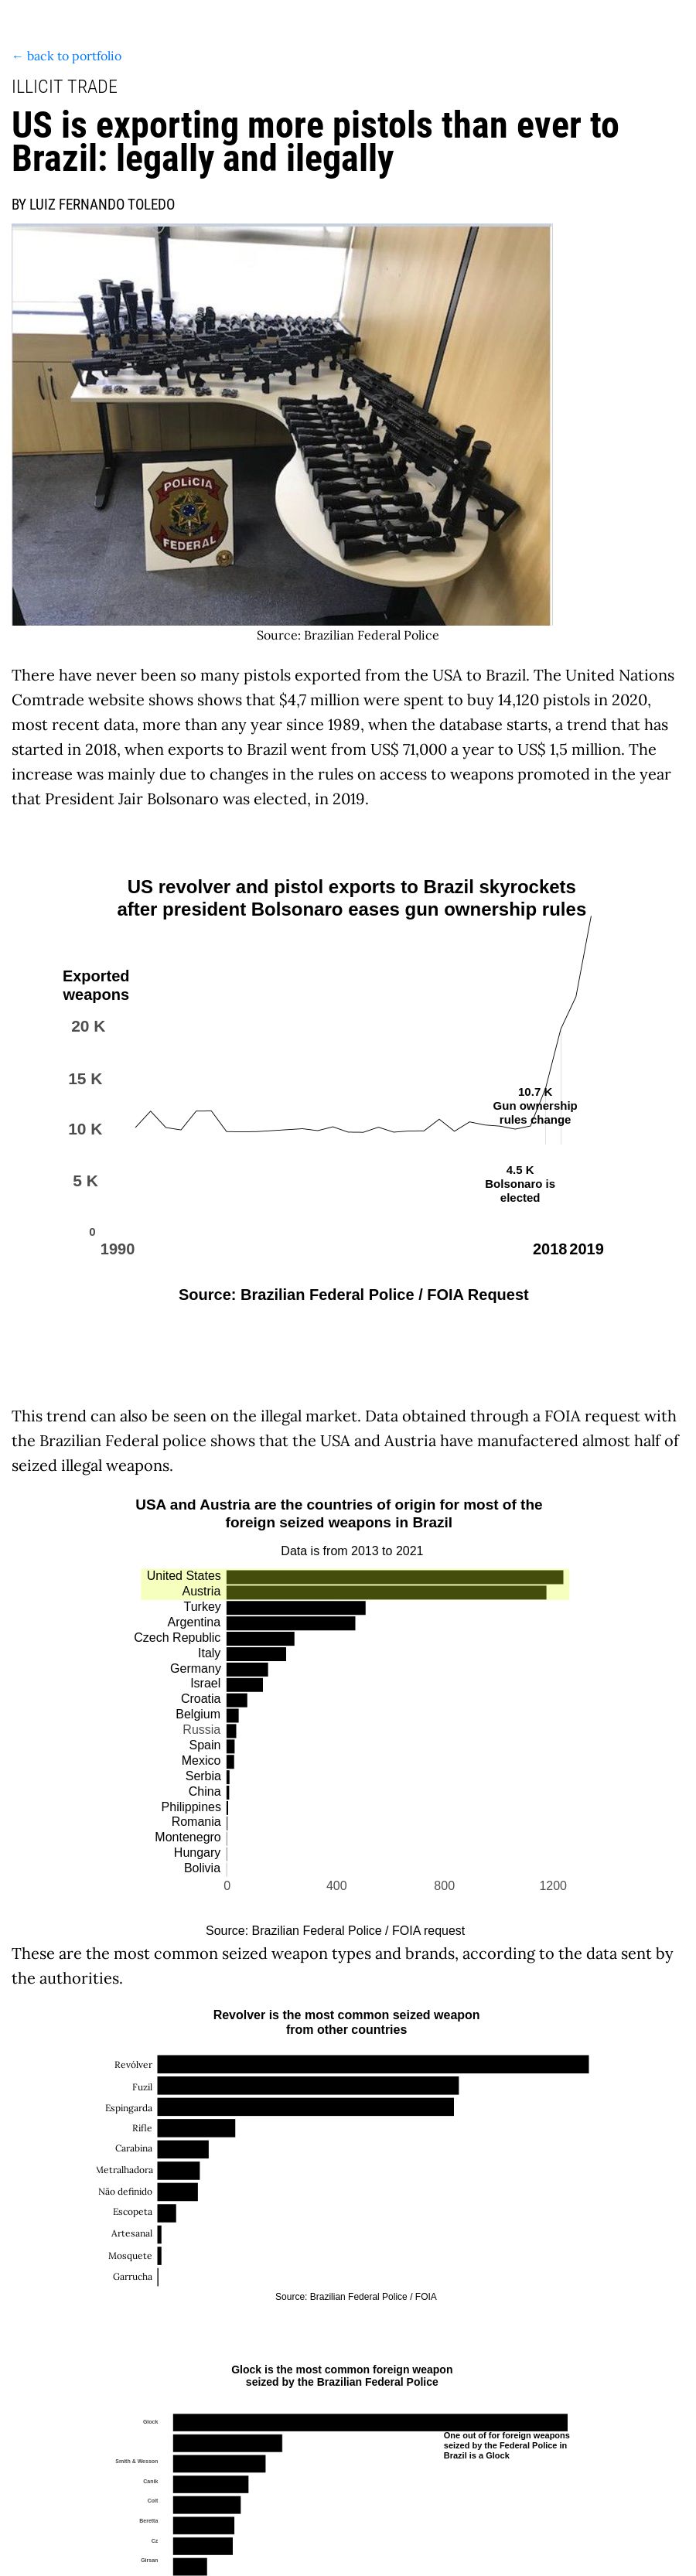 ← back to portfolio
ILLICIT TRADE
US is exporting more pistols than ever to
Brazil: legally and ilegally
BY LUIZ FERNANDO TOLEDO
POLíCIA
FEDERAL
Source: Brazilian Federal Police
There have never been so many pistols exported from the USA to Brazil. The United Nations
Comtrade website shows shows that $4,7 million were spent to buy 14,120 pistols in 2020,
most recent data, more than any year since 1989, when the database starts, a trend that has
started in 2018, when exports to Brazil went from US$ 71,000 a year to US$ 1,5 million. The
increase was mainly due to changes in the rules on access to weapons promoted in the year
that President Jair Bolsonaro was elected, in 2019.
US revolver and pistol exports to Brazil skyrockets
after president Bolsonaro eases gun ownership rules
Exported
weapons
20 K
15 K
10 K
5 K
0
10.7 K
Gun ownership
rules change
4.5 K
Bolsonaro is
elected
1990
2018
2019
Source: Brazilian Federal Police / FOIA Request
This trend can also be seen on the illegal market. Data obtained through a FOIA request with
the Brazilian Federal police shows that the USA and Austria have manufactered almost half of
seized illegal weapons.
USA and Austria are the countries of origin for most of the
foreign seized weapons in Brazil
Data is from 2013 to 2021
United States
Austria
Turkey
Argentina
Czech Republic
Italy
Germany
Israel
Croatia
Belgium
Russia
Spain
Mexico
Serbia
China
Philippines
Romania
Montenegro
Hungary
Bolivia
0 400 800 1200
Source: Brazilian Federal Police / FOIA request
These are the most common seized weapon types and brands, according to the data sent by
the authorities.
Revolver is the most common seized weapon
from other countries
Revólver
Fuzil
Espingarda
Rifle
Carabina
Metralhadora
Não definido
Escopeta
Artesanal
Mosquete
Garrucha
Source: Brazilian Federal Police / FOIA
Glock is the most common foreign weapon
seized by the Brazilian Federal Police
Glock
One out of for foreign weapons
seized by the Federal Police in
Brazil is a Glock
Smith & Wesson
Canik
Colt
Beretta
Cz
Girsan